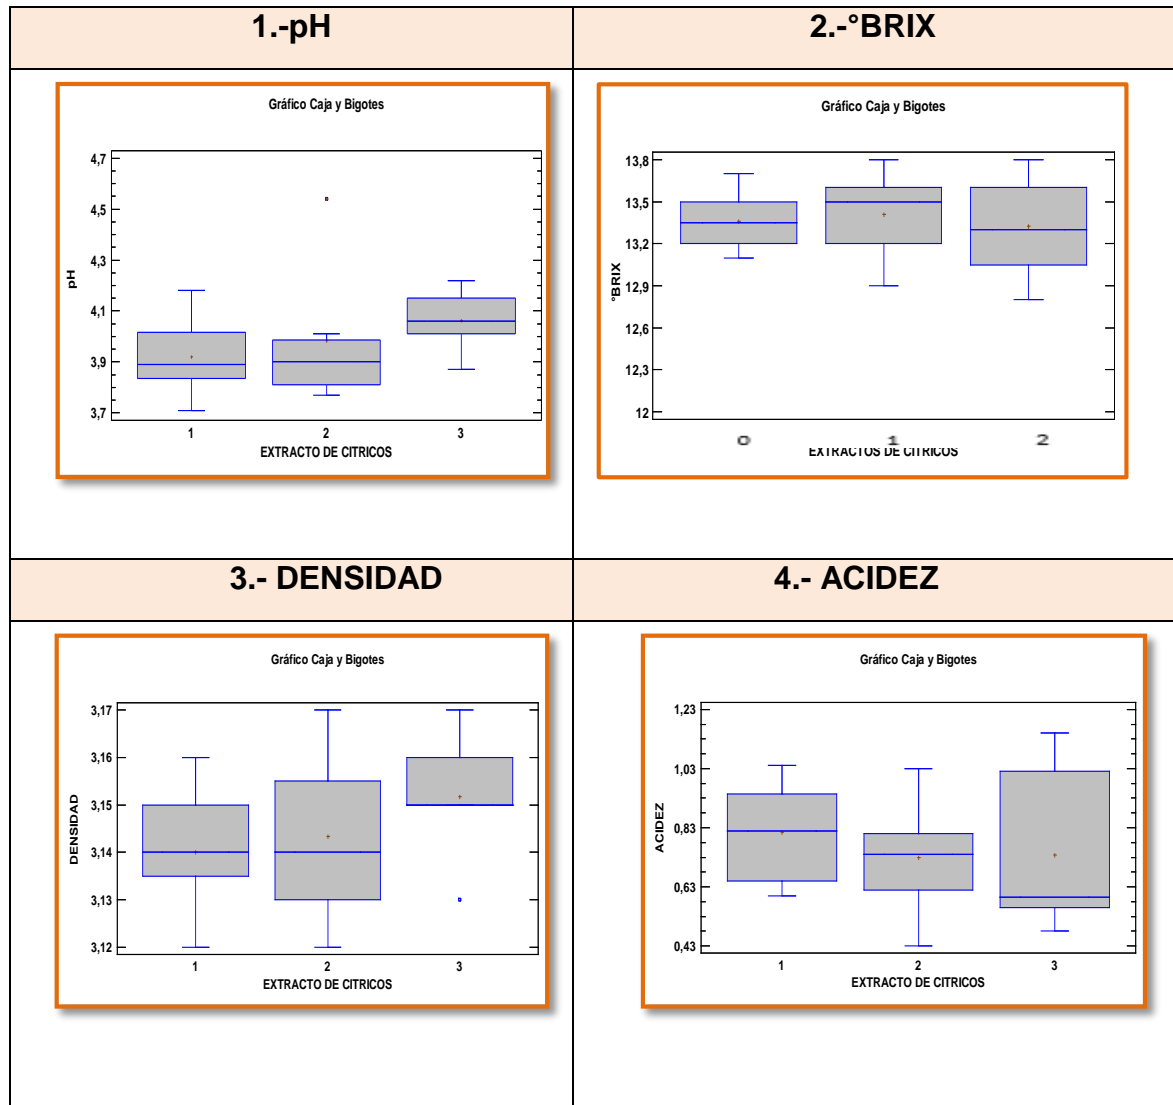 1.-pH
2.-°BRIX
Gráfico Caja y Bigotes
4,7
4,5
4,3
4,1
3,9
3,7
pH
1 2 3
EXTRACTO DE CITRICOS
Gráfico Caja y Bigotes
13,8
13,5
13,2
12,9
12,6
12,3
12
°BRIX
0 1 2
EXTRACTOS DE CITRICOS
3.- DENSIDAD
4.- ACIDEZ
Gráfico Caja y Bigotes
3,17
3,16
3,15
3,14
3,13
3,12
DENSIDAD
1 2 3
EXTRACTO DE CITRICOS
Gráfico Caja y Bigotes
1,23
1,03
0,83
0,63
0,43
ACIDEZ
1 2 3
EXTRACTO DE CITRICOS